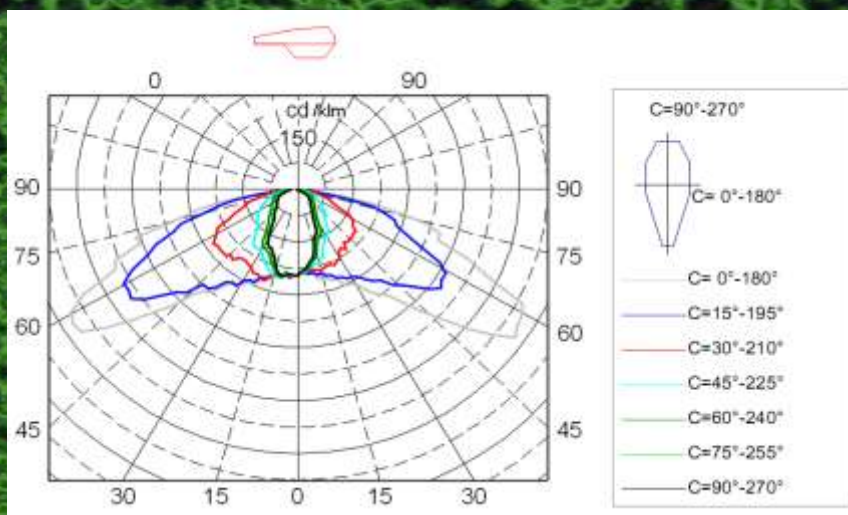 0 90
cd /klm
150
90 90
75 75
60 60
45 45
30 15 0 15 30
C=90°-270°
C= 0°-180°
C= 0°-180°
C=15°-195°
C=30°-210°
C=45°-225°
C=60°-240°
C=75°-255°
C=90°-270°